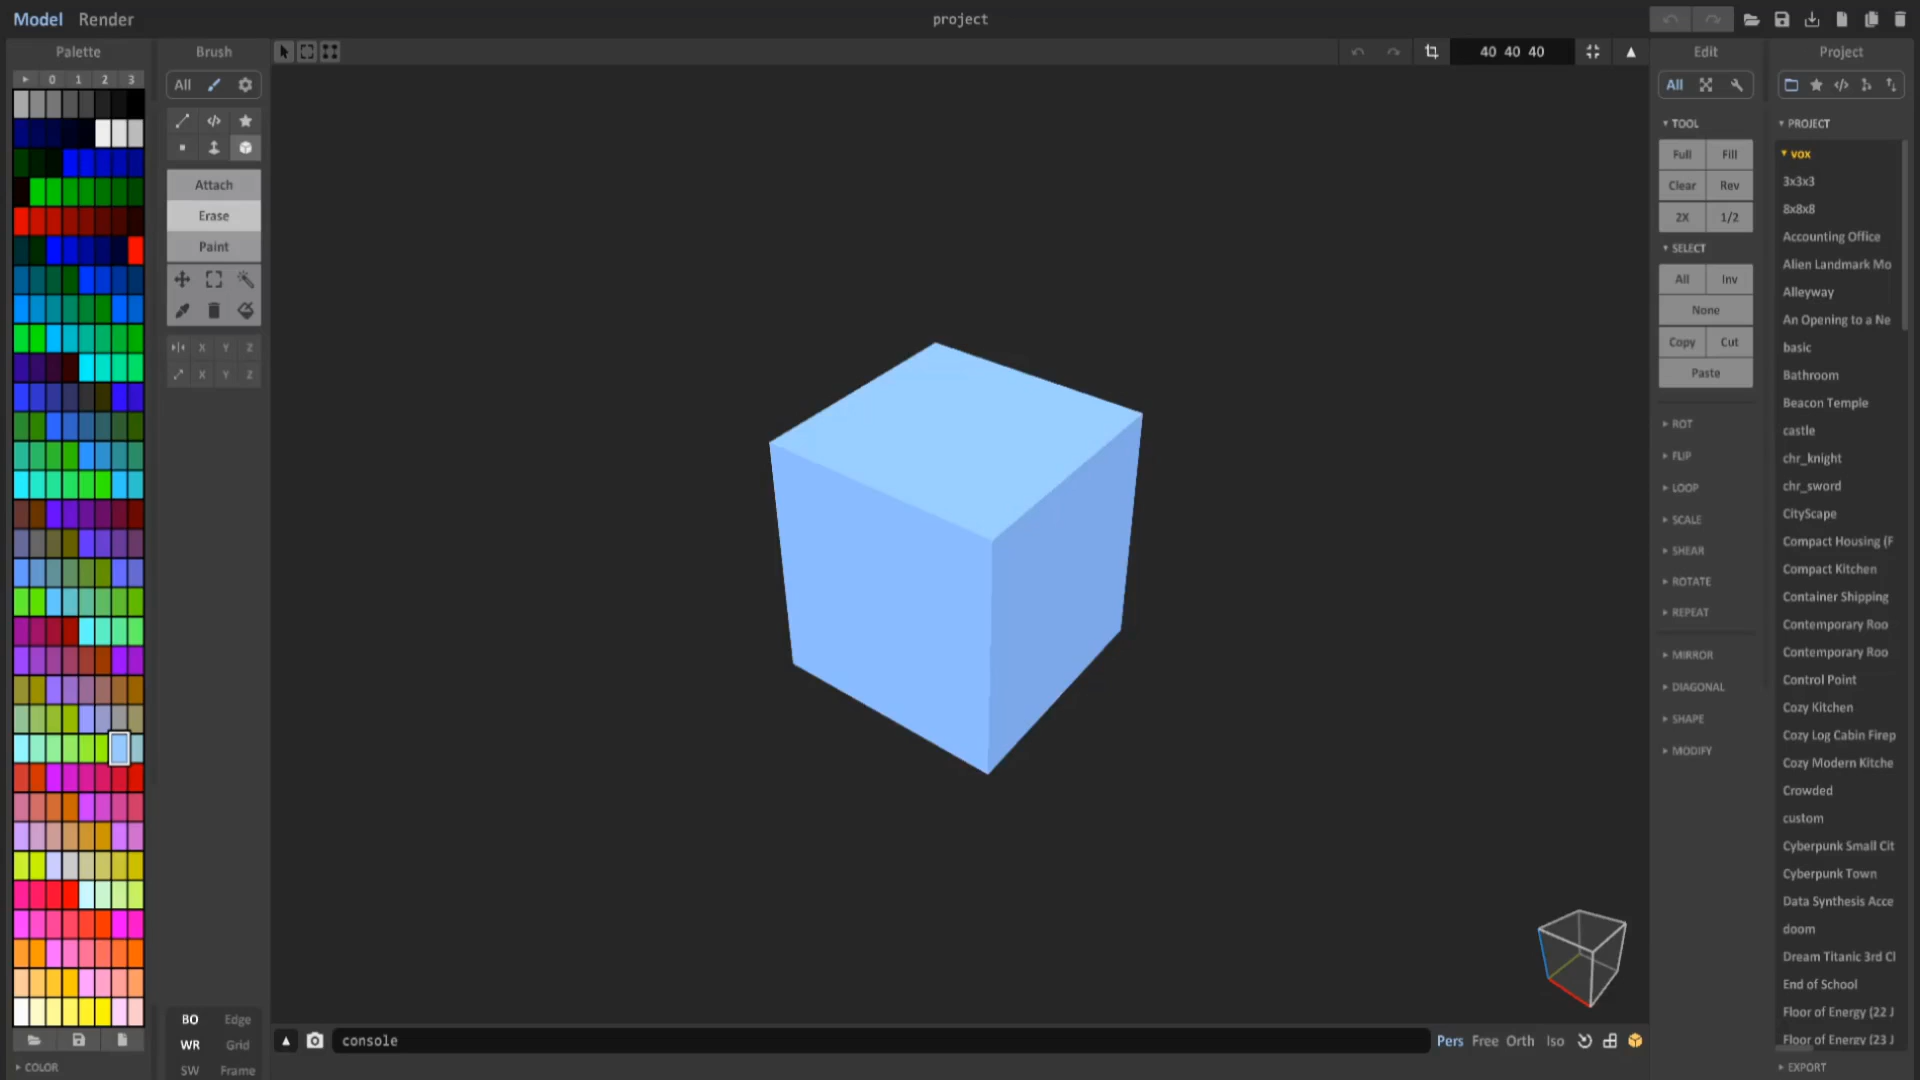 Model Render
project
Palette
Brush
40 40 40
Edit
Project
0 1 2 3
All
All
TOOL
PROJECT
Full Fill
Clear Rev
2X 1/2
SELECT
All Inv
None
Copy Cut
Paste
ROT
FLIP
LOOP
SCALE
SHEAR
ROTATE
REPEAT
MIRROR
DIAGONAL
SHAPE
MODIFY
Attach
Erase
Paint
X Y Z
X Y Z
vox
3x3x3
8x8x8
Accounting Office
Alien Landmark Mo
Alleyway
An Opening to a Ne
basic
Bathroom
Beacon Temple
castle
chr_knight
chr_sword
CityScape
Compact Housing (F
Compact Kitchen
Container Shipping
Contemporary Roo
Contemporary Roo
Control Point
Cozy Kitchen
Cozy Log Cabin Firep
Cozy Modern Kitche
Crowded
custom
Cyberpunk Small Cit
Cyberpunk Town
Data Synthesis Acce
doom
Dream Titanic 3rd Cl
End of School
Floor of Energy (22 J
Floor of Energy (23 J
EXPORT
BO Edge
WR Grid
SW Frame
COLOR
console
Pers Free Orth Iso